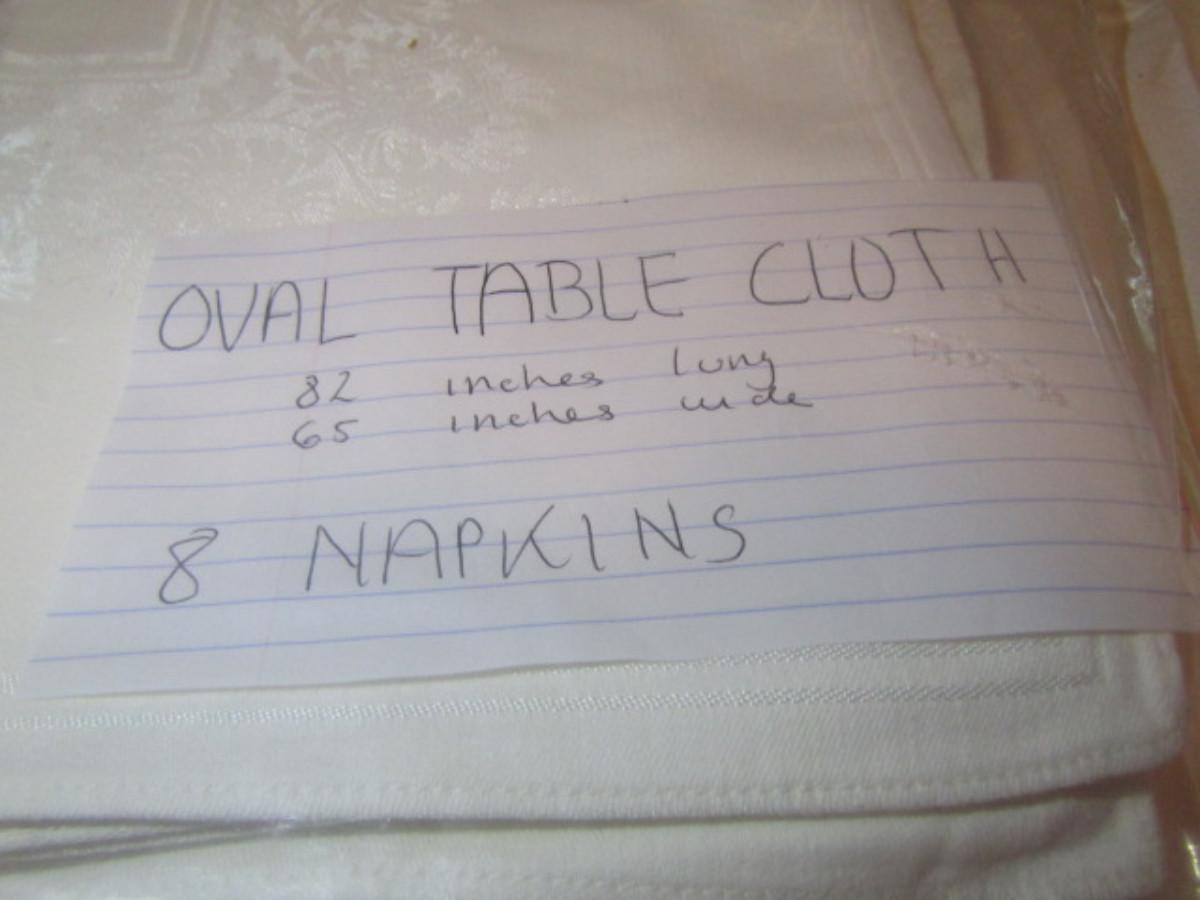 OVAL TABLE CLOTH
82 inches long
65 inches wide
8 NAPKINS